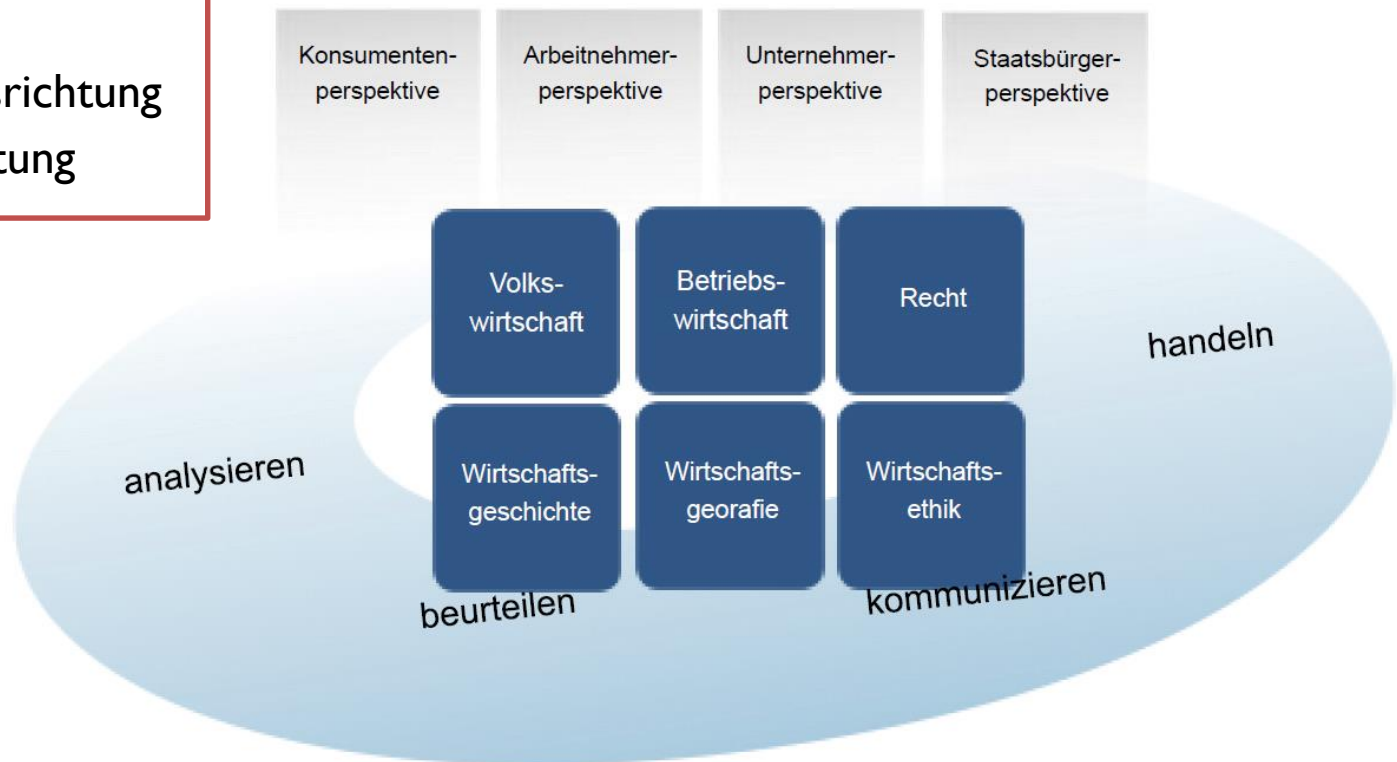 srichtung
tung
Konsumenten-
perspektive
Arbeitnehmer-
perspektive
Unternehmer-
perspektive
Staatsbürger-
perspektive
Volks-
wirtschaft
Betriebs-
wirtschaft
Recht
handeln
analysieren
Wirtschafts-
geschichte
Wirtschafts-
georafie
Wirtschafts-
ethik
beurteilen
kommunizieren